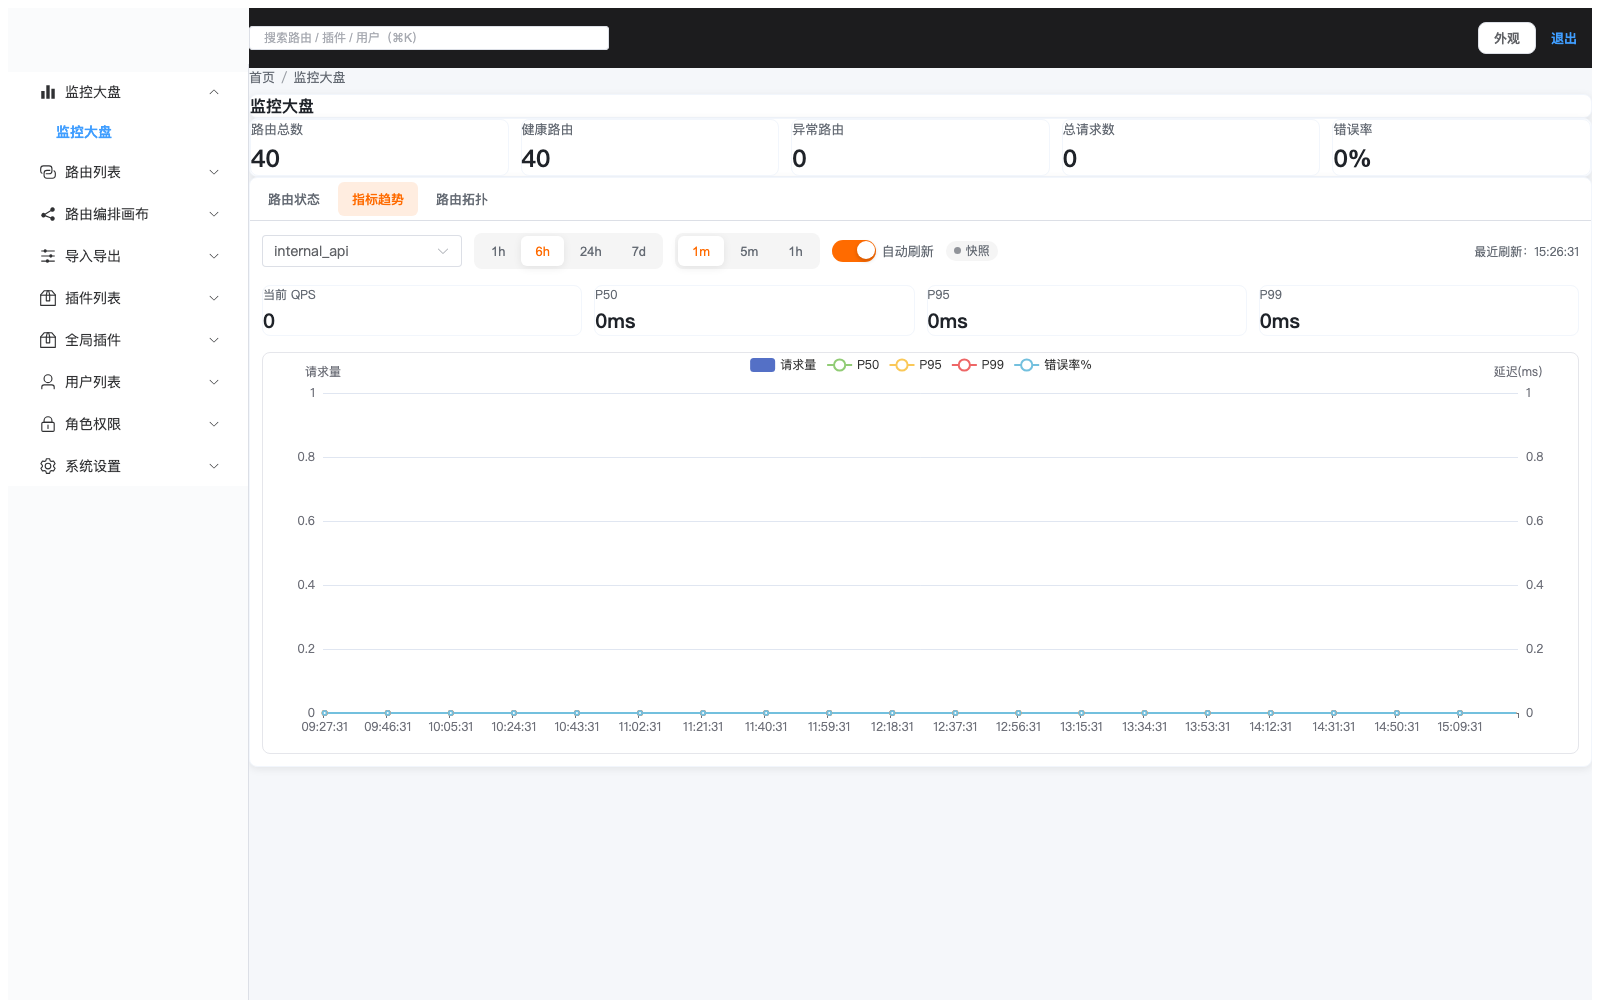 搜索路由 / 插件 / 用户（⌘K）
外观
退出
监控大盘
监控大盘
路由列表
路由编排画布
导入导出
插件列表
全局插件
用户列表
角色权限
系统设置
首页 / 监控大盘
监控大盘
路由总数
40
健康路由
40
异常路由
0
总请求数
0
错误率
0%
路由状态 指标趋势 路由拓扑
internal_api
1h 6h 24h 7d
1m 5m 1h
自动刷新
快照
最近刷新：15:26:31
当前 QPS
0
P50
0ms
P95
0ms
P99
0ms
请求量 P50 P95 P99 错误率%
请求量
延迟(ms)
1
0.8
0.6
0.4
0.2
0
1
0.8
0.6
0.4
0.2
0
09:27:31 09:46:31 10:05:31 10:24:31 10:43:31 11:02:31 11:21:31 11:40:31 11:59:31 12:18:31 12:37:31 12:56:31 13:15:31 13:34:31 13:53:31 14:12:31 14:31:31 14:50:31 15:09:31